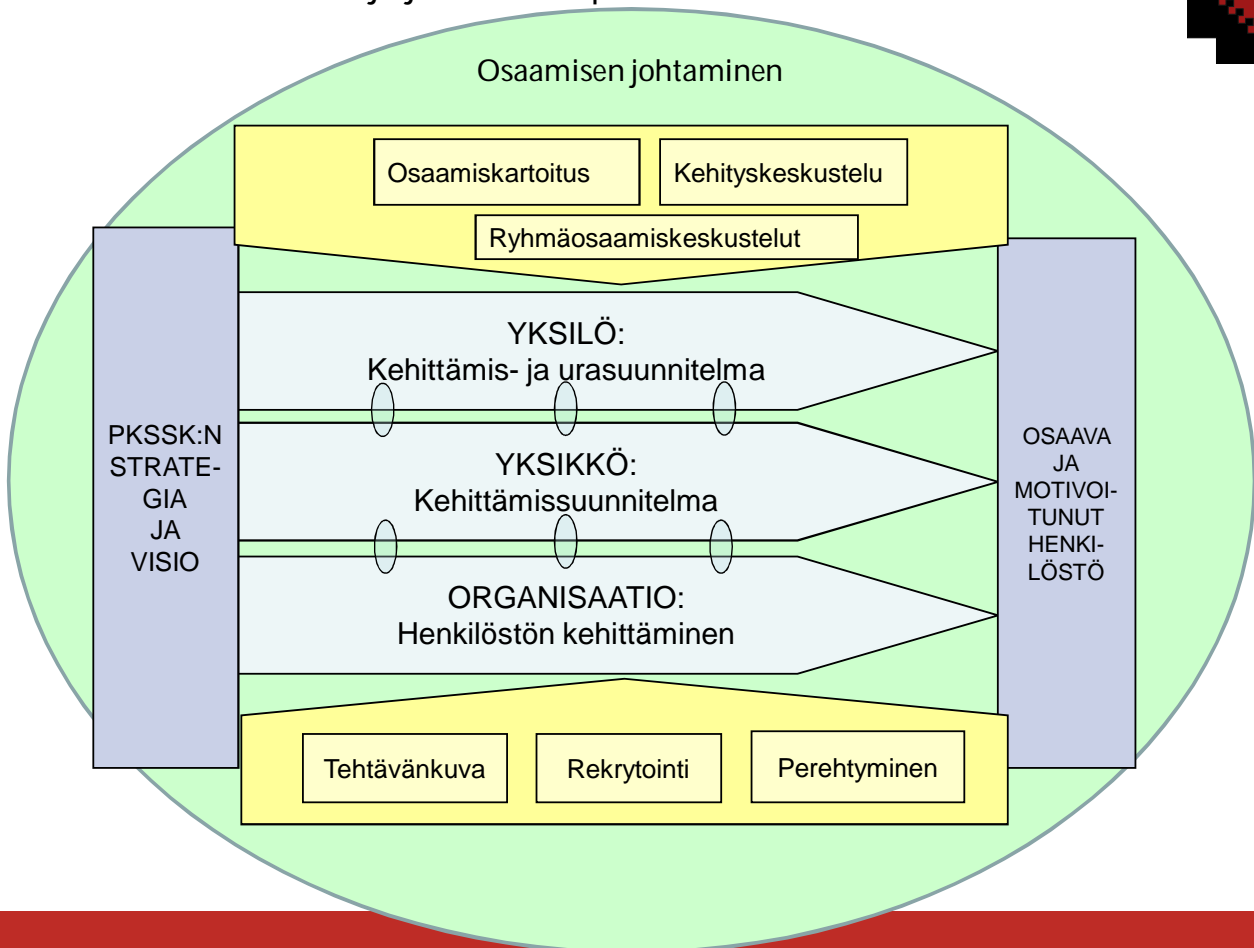 Osaamisen johtaminen
Osaamiskartoitus
Kehityskeskustelu
Ryhmäosaamiskeskustelut
PKSSK:N
STRATE-
GIA
JA
VISIO
YKSILÖ:
Kehittämis- ja urasuunnitelma
YKSIKKÖ:
Kehittämissuunnitelma
ORGANISAATIO:
Henkilöstön kehittäminen
OSAAVA
JA
MOTIVOI-
TUNUT
HENKI-
LÖSTÖ
Tehtävänkuva
Rekrytointi
Perehtyminen